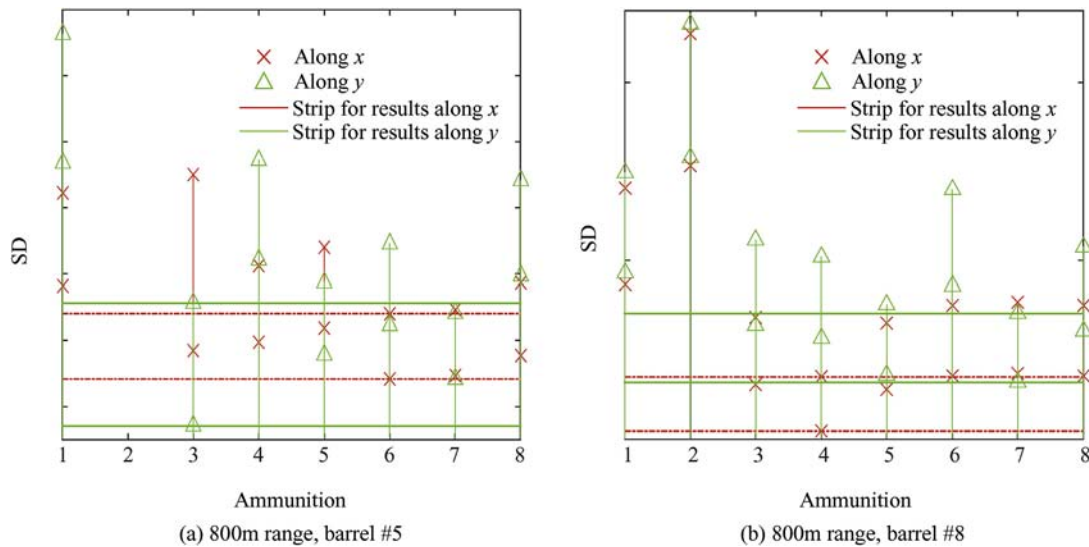 SD
Along x
Along y
Strip for results along x
Strip for results along y
1 2 3 4 5 6 7 8
Ammunition
(a) 800m range, barrel #5
SD
Along x
Along y
Strip for results along x
Strip for results along y
1 2 3 4 5 6 7 8
Ammunition
(b) 800m range, barrel #8